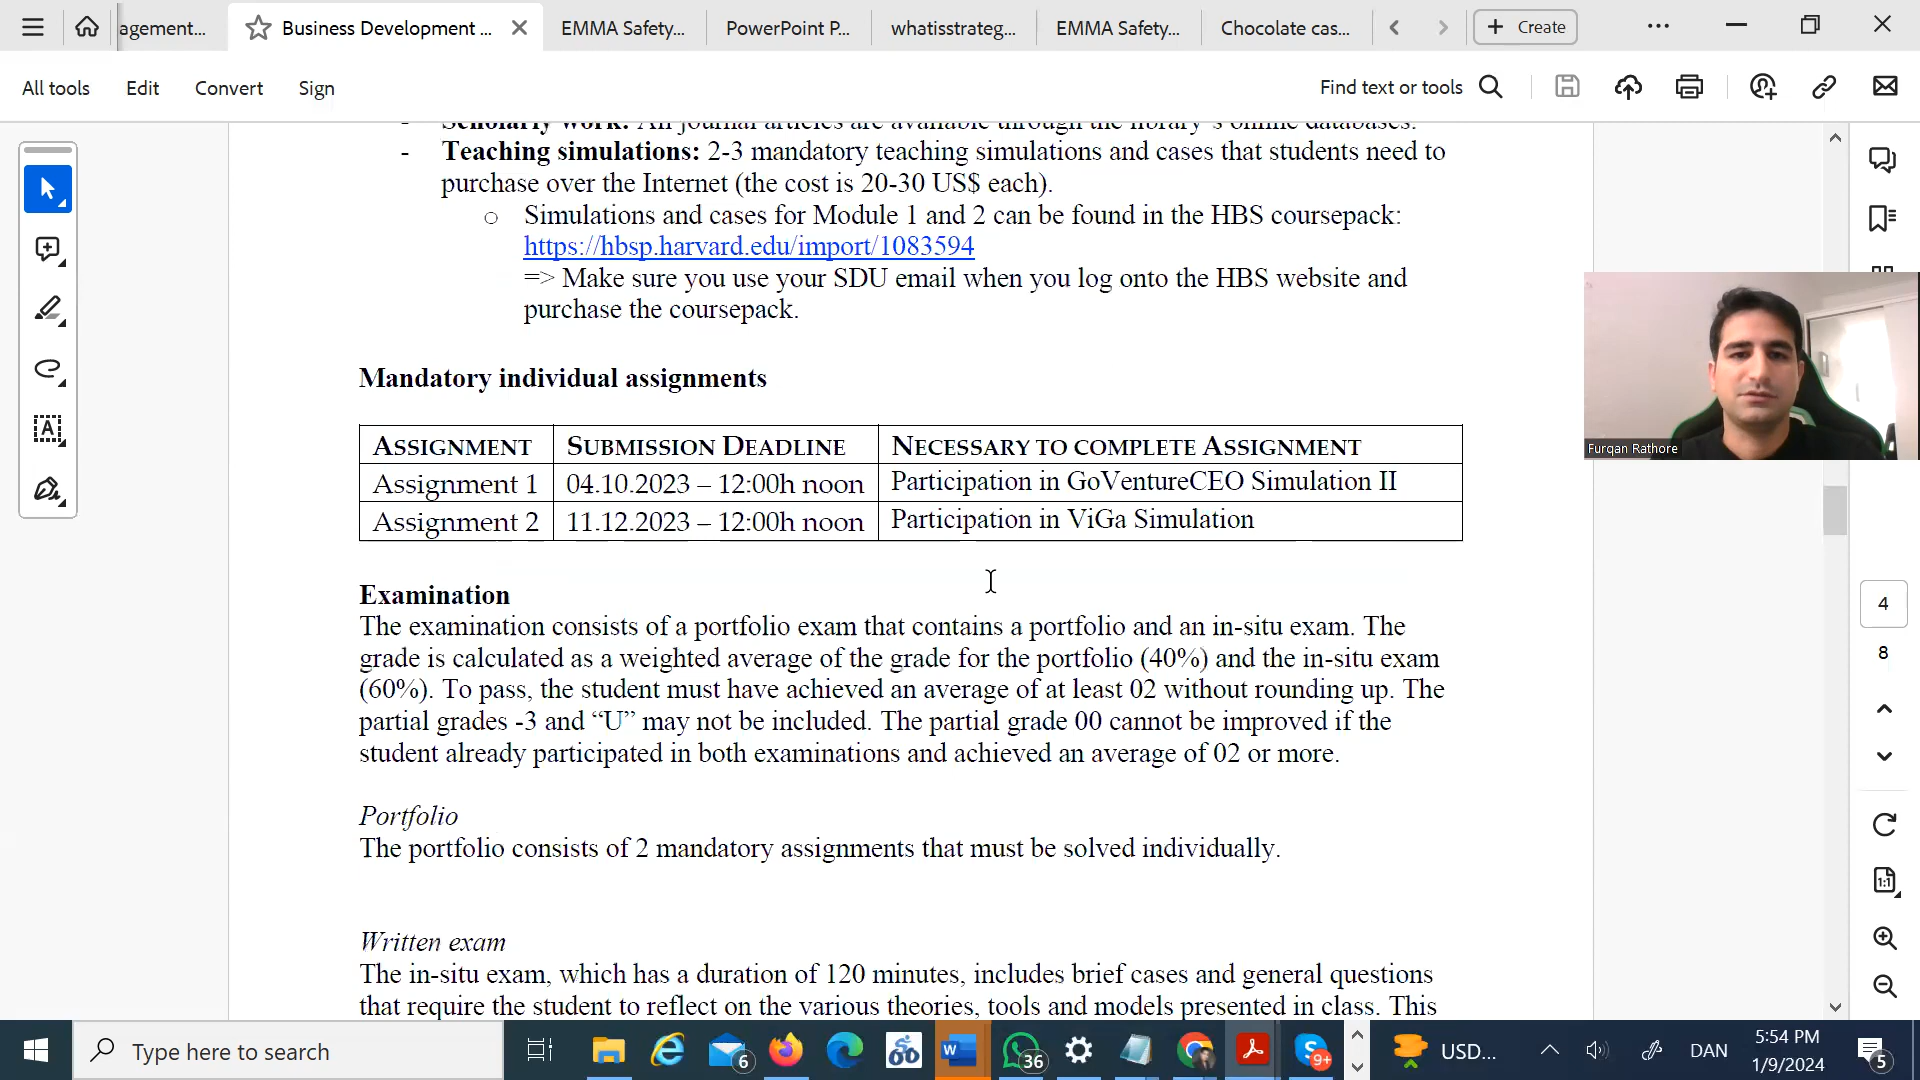 agement...
Business Development ...
EMMA Safety...
PowerPoint P...
whatisstrateg...
EMMA Safety...
Chocolate cas...
Create
All tools
Edit
Convert
Sign
Find text or tools
- Scholarly work: All journal articles are available through the library's online databases.
- Teaching simulations: 2-3 mandatory teaching simulations and cases that students need to
purchase over the Internet (the cost is 20-30 US$ each).
o Simulations and cases for Module 1 and 2 can be found in the HBS coursepack:
https://hbsp.harvard.edu/import/1083594
=> Make sure you use your SDU email when you log onto the HBS website and
purchase the coursepack.
Furqan Rathore
Mandatory individual assignments
ASSIGNMENT SUBMISSION DEADLINE NECESSARY TO COMPLETE ASSIGNMENT
Assignment 1 04.10.2023 – 12:00h noon Participation in GoVentureCEO Simulation II
Assignment 2 11.12.2023 – 12:00h noon Participation in ViGa Simulation
Examination
The examination consists of a portfolio exam that contains a portfolio and an in-situ exam. The
grade is calculated as a weighted average of the grade for the portfolio (40%) and the in-situ exam
(60%). To pass, the student must have achieved an average of at least 02 without rounding up. The
partial grades -3 and “U” may not be included. The partial grade 00 cannot be improved if the
student already participated in both examinations and achieved an average of 02 or more.
4
8
Portfolio
The portfolio consists of 2 mandatory assignments that must be solved individually.
Written exam
The in-situ exam, which has a duration of 120 minutes, includes brief cases and general questions
that require the student to reflect on the various theories, tools and models presented in class. This
Type here to search
6
36
9+
USD...
DAN
5:54 PM
1/9/2024
5